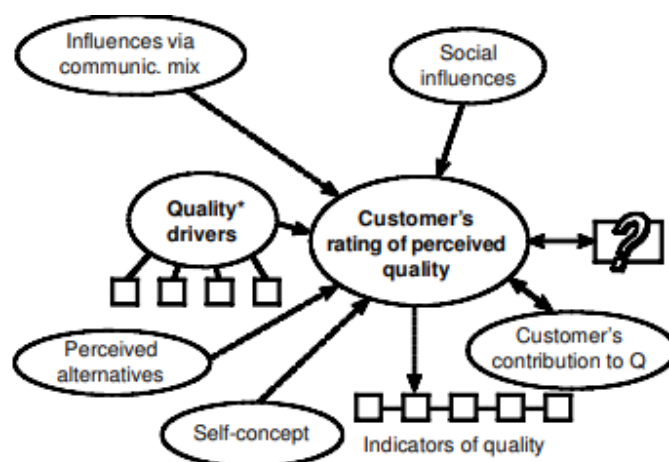 Influences via
communic. mix
Social
influences
Quality*
drivers
Customer's
rating of perceived
quality
?
Perceived
alternatives
Customer's
contribution to Q
Self-concept
Indicators of quality